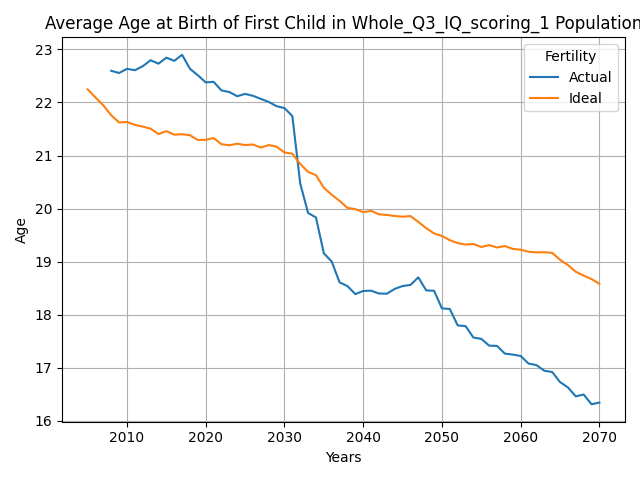 Average Age at Birth of First Child in Whole_Q3_IQ_scoring_1 Population
Fertility
Actual
Ideal
Age
23
22
21
20
19
18
17
16
2010 2020 2030 2040 2050 2060 2070
Years